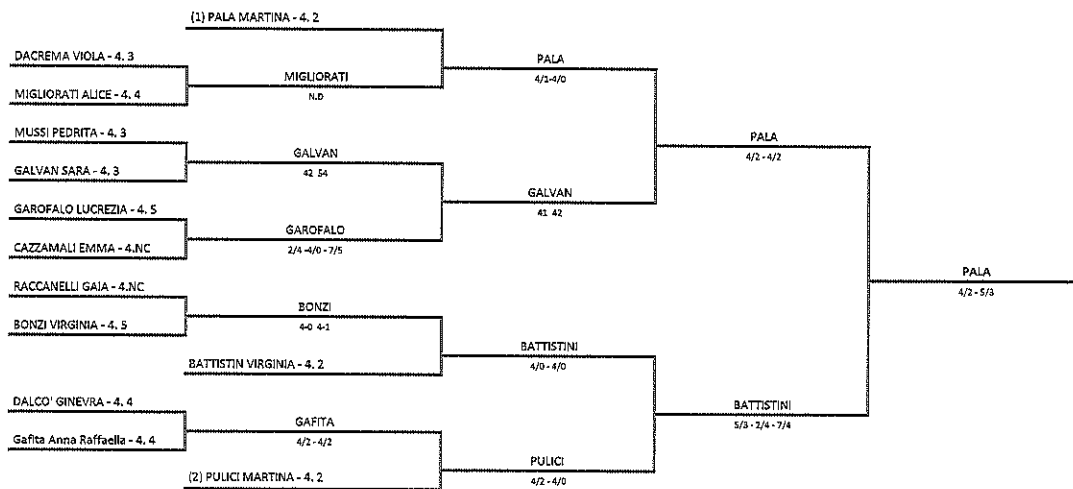 (1) PALA MARTINA - 4. 2
DACREMA VIOLA - 4. 3
MIGLIORATI
N.D
MIGLIORATI ALICE - 4. 4
PALA
4/1-4/0
MUSSI PEDRITA - 4. 3
GALVAN
42 54
GALVAN SARA - 4. 3
PALA
4/2 - 4/2
GALVAN
41 42
GAROFALO LUCREZIA - 4. 5
GAROFALO
2/4 -4/0 - 7/5
CAZZAMALI EMMA - 4.NC
PALA
4/2 - 5/3
RACCANELLI GAIA - 4.NC
BONZI
4-0 4-1
BONZI VIRGINIA - 4. 5
BATTISTINI
4/0 - 4/0
BATTISTIN VIRGINIA - 4. 2
BATTISTINI
5/3 - 2/4 - 7/4
DALCO' GINEVRA - 4. 4
GAFITA
4/2 - 4/2
Gafita Anna Raffaella - 4. 4
PULICI
4/2 - 4/0
(2) PULICI MARTINA - 4. 2